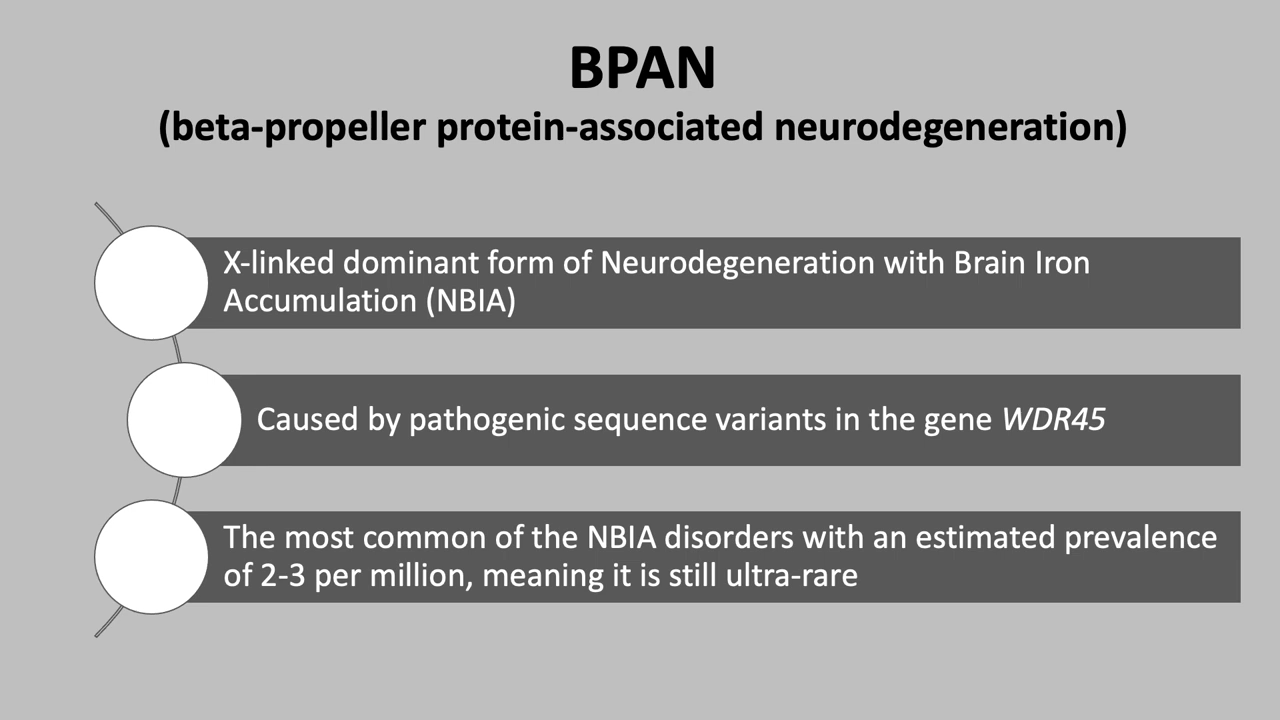 BPAN
(beta-propeller protein-associated neurodegeneration)
X-linked dominant form of Neurodegeneration with Brain Iron
Accumulation (NBIA)
Caused by pathogenic sequence variants in the gene WDR45
The most common of the NBIA disorders with an estimated prevalence
of 2-3 per million, meaning it is still ultra-rare